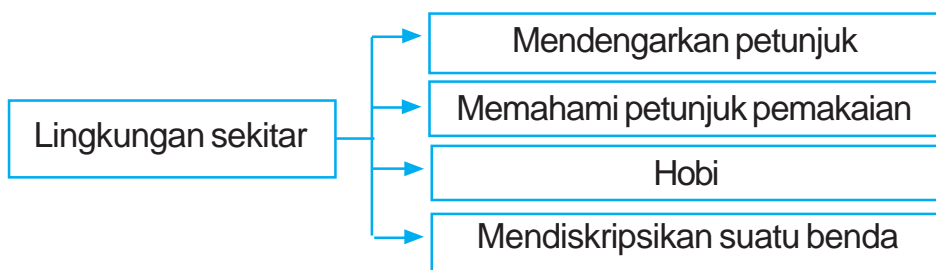 Mendengarkan petunjuk
Memahami petunjuk pemakaian
Lingkungan sekitar
Hobi
Mendiskripsikan suatu benda